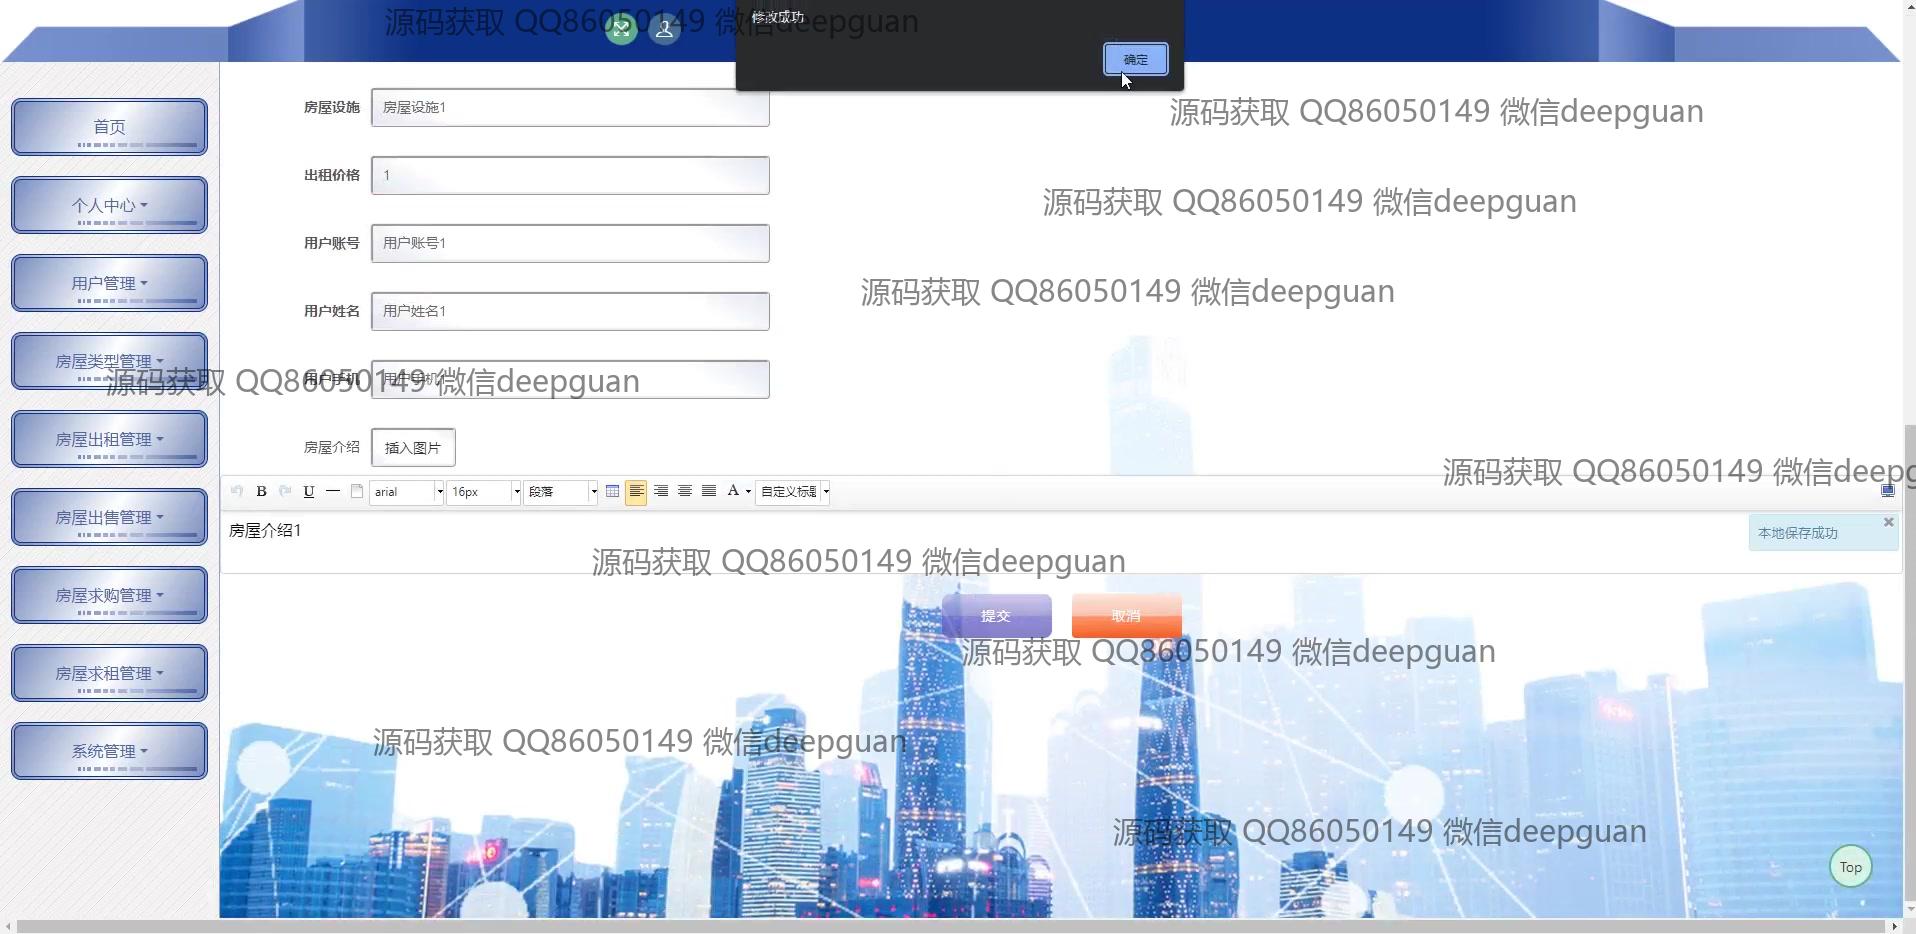 源码获取 QQ86050149 微信deepguan
修改成功
确定
源码获取 QQ86050149 微信deepguan
源码获取 QQ86050149 微信deepguan
源码获取 QQ86050149 微信deepguan
首页
个人中心
用户管理
房屋类型管理
房屋出租管理
房屋出售管理
房屋求购管理
房屋求租管理
系统管理
房屋设施 房屋设施1
出租价格 1
用户账号 用户账号1
用户姓名 用户姓名1
用户手机
源码获取 QQ86050149 微信deepguan
房屋介绍 插入图片
源码获取 QQ86050149 微信deepg
B U arial 16px 段落 A 自定义标题
房屋介绍1
本地保存成功
源码获取 QQ86050149 微信deepguan
提交 取消
源码获取 QQ86050149 微信deepguan
源码获取 QQ86050149 微信deepguan
源码获取 QQ86050149 微信deepguan
Top